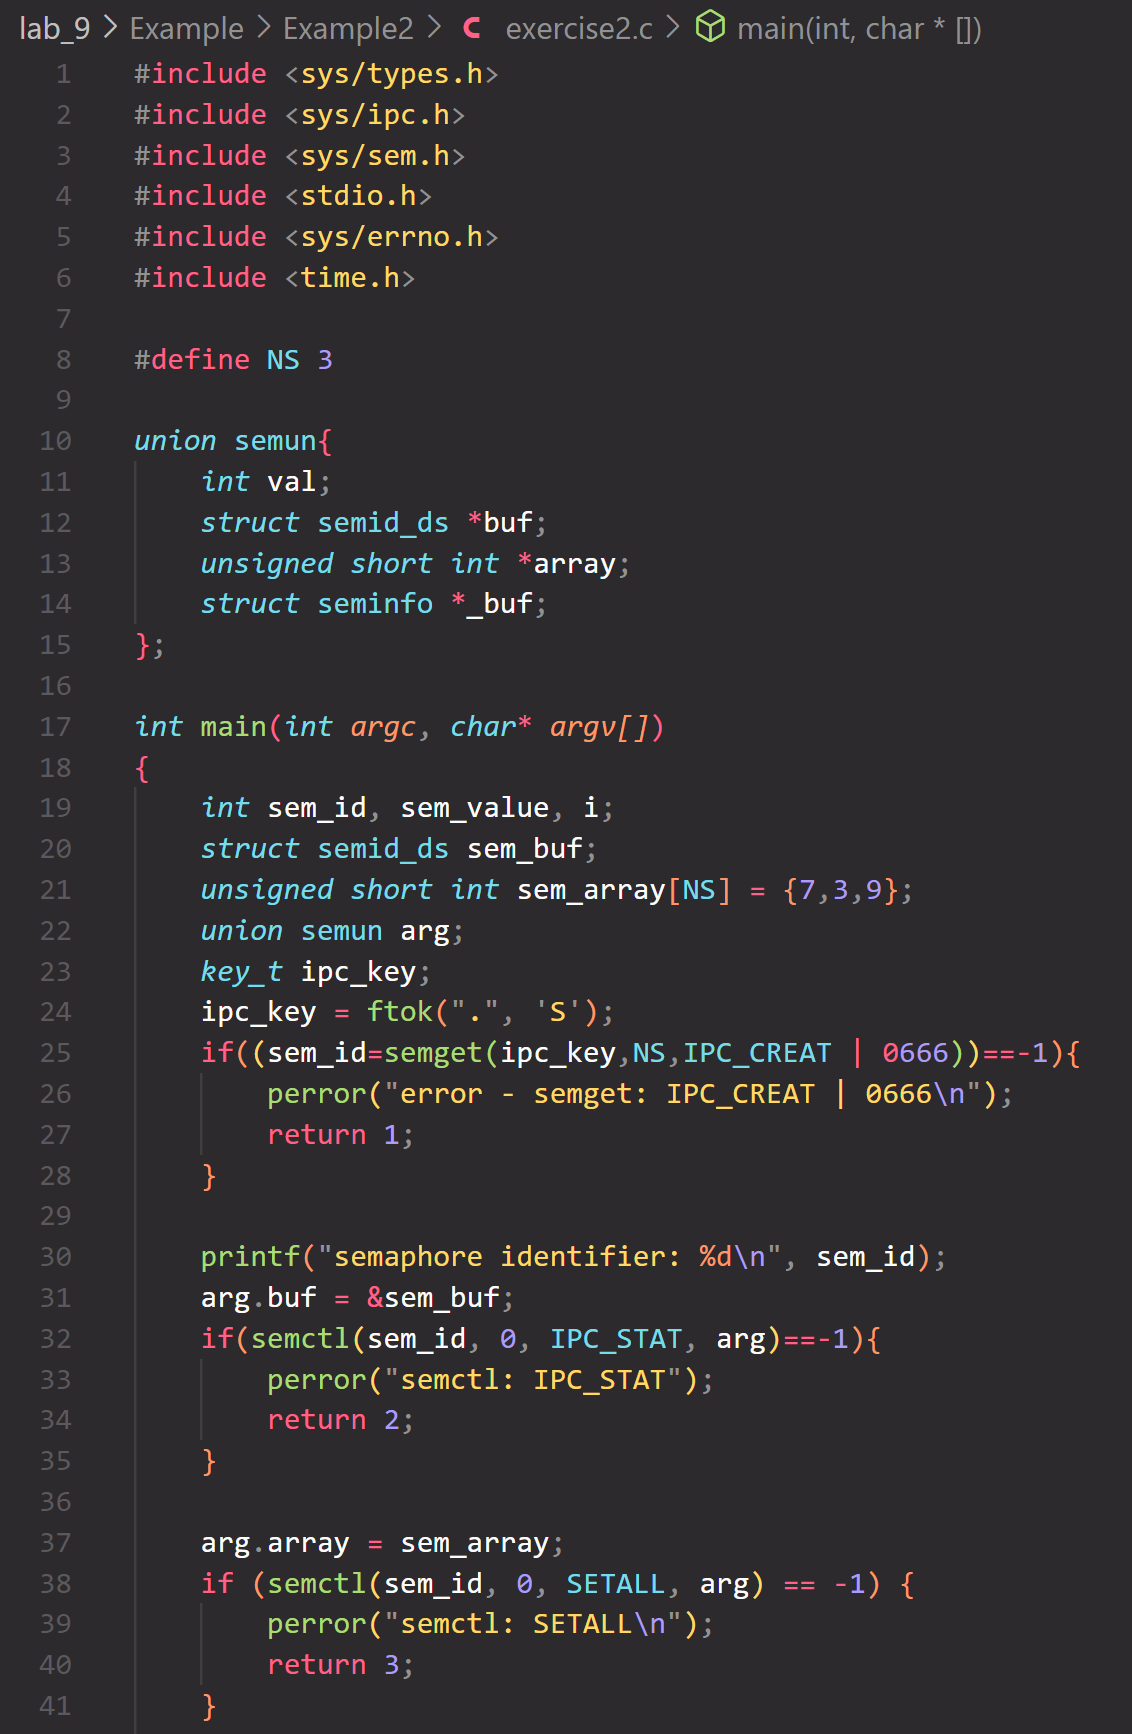 lab_9 > Example > Example2 > C exercise2.c > main(int, char * [])
1 #include <sys/types.h>
2 #include <sys/ipc.h>
3 #include <sys/sem.h>
4 #include <stdio.h>
5 #include <sys/errno.h>
6 #include <time.h>
7
8 #define NS 3
9
10 union semun{
11     int val;
12     struct semid_ds *buf;
13     unsigned short int *array;
14     struct seminfo *_buf;
15 };
16
17 int main(int argc, char* argv[])
18 {
19     int sem_id, sem_value, i;
20     struct semid_ds sem_buf;
21     unsigned short int sem_array[NS] = {7,3,9};
22     union semun arg;
23     key_t ipc_key;
24     ipc_key = ftok(".", 'S');
25     if((sem_id=semget(ipc_key,NS,IPC_CREAT | 0666))==-1){
26         perror("error - semget: IPC_CREAT | 0666\n");
27         return 1;
28     }
29
30     printf("semaphore identifier: %d\n", sem_id);
31     arg.buf = &sem_buf;
32     if(semctl(sem_id, 0, IPC_STAT, arg)==-1){
33         perror("semctl: IPC_STAT");
34         return 2;
35     }
36
37     arg.array = sem_array;
38     if (semctl(sem_id, 0, SETALL, arg) == -1) {
39         perror("semctl: SETALL\n");
40         return 3;
41     }